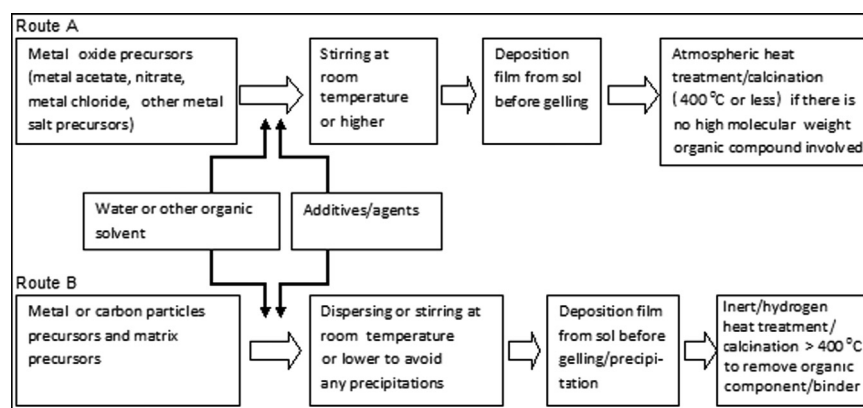 Route A
Metal oxide precursors
(metal acetate, nitrate,
metal chloride, other metal
salt precursors)
Stirring at
room
temperature
or higher
Deposition
film from sol
before gelling
Atmospheric heat
treatment/calcination
(400 °C or less) if there is
no high molecular weight
organic compound involved
Water or other organic
solvent
Additives/agents
Route B
Metal or carbon particles
precursors and matrix
precursors
Dispersing or stirring at
room temperature
or lower to avoid
any precipitations
Deposition film
from sol before
gelling/precipi-
tation
Inert/hydrogen
heat treatment/
calcination > 400 °C
to remove organic
component/binder